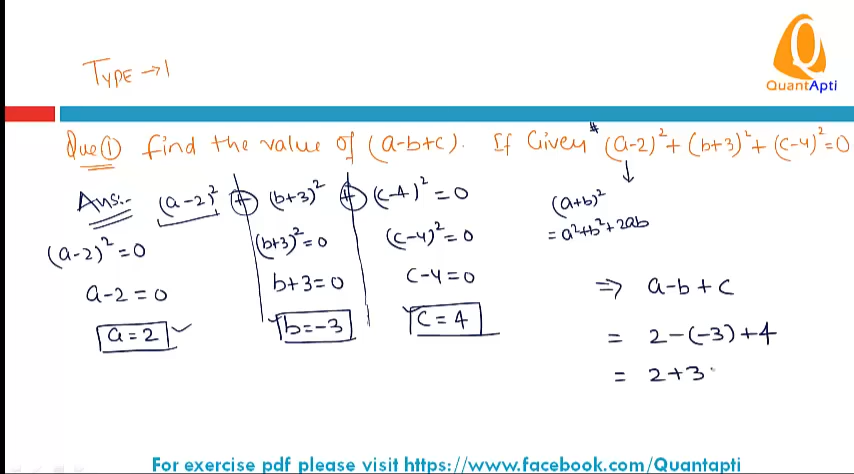 TYPE → 1
QuantApti
Que ① Find the value of (a-b+c). If Given # (a-2)² + (b+3)² + (c-4)² = 0
Ans:- (a-2)² + (b+3)² + (c-4)² = 0
(a+b)²
= a²+b²+2ab
(a-2)² = 0 (b+3)² = 0 (c-4)² = 0
a-2 = 0 b+3 = 0 c-4 = 0
a = 2 b = -3 c = 4
⇒ a-b+c
= 2-(-3)+4
= 2+3
For exercise pdf please visit https://www.facebook.com/Quantapti